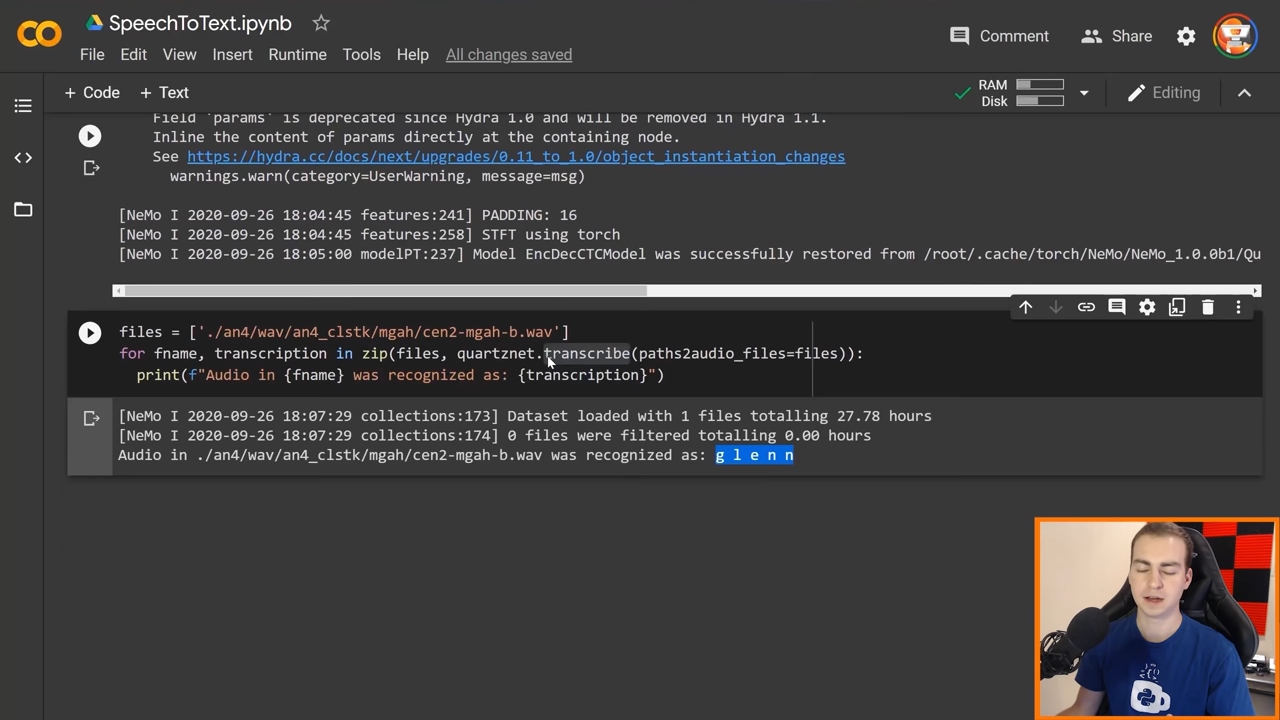 SpeechToText.ipynb
Comment
Share
File Edit View Insert Runtime Tools Help All changes saved
+ Code + Text
RAM
Disk
Editing
Field `params` is deprecated since Hydra 1.0 and will be removed in Hydra 1.1.
Inline the content of params directly at the containing node.
See https://hydra.cc/docs/next/upgrades/0.11_to_1.0/object_instantiation_changes
warnings.warn(category=UserWarning, message=msg)
[NeMo I 2020-09-26 18:04:45 features:241] PADDING: 16
[NeMo I 2020-09-26 18:04:45 features:258] STFT using torch
[NeMo I 2020-09-26 18:05:00 modelPT:237] Model EncDecCTCModel was successfully restored from /root/.cache/torch/NeMo/NeMo_1.0.0b1/Qu
files = ['./an4/wav/an4_clstk/mgah/cen2-mgah-b.wav']
for fname, transcription in zip(files, quartznet.transcribe(paths2audio_files=files)):
print(f"Audio in {fname} was recognized as: {transcription}")
[NeMo I 2020-09-26 18:07:29 collections:173] Dataset loaded with 1 files totalling 27.78 hours
[NeMo I 2020-09-26 18:07:29 collections:174] 0 files were filtered totalling 0.00 hours
Audio in ./an4/wav/an4_clstk/mgah/cen2-mgah-b.wav was recognized as: g l e n n